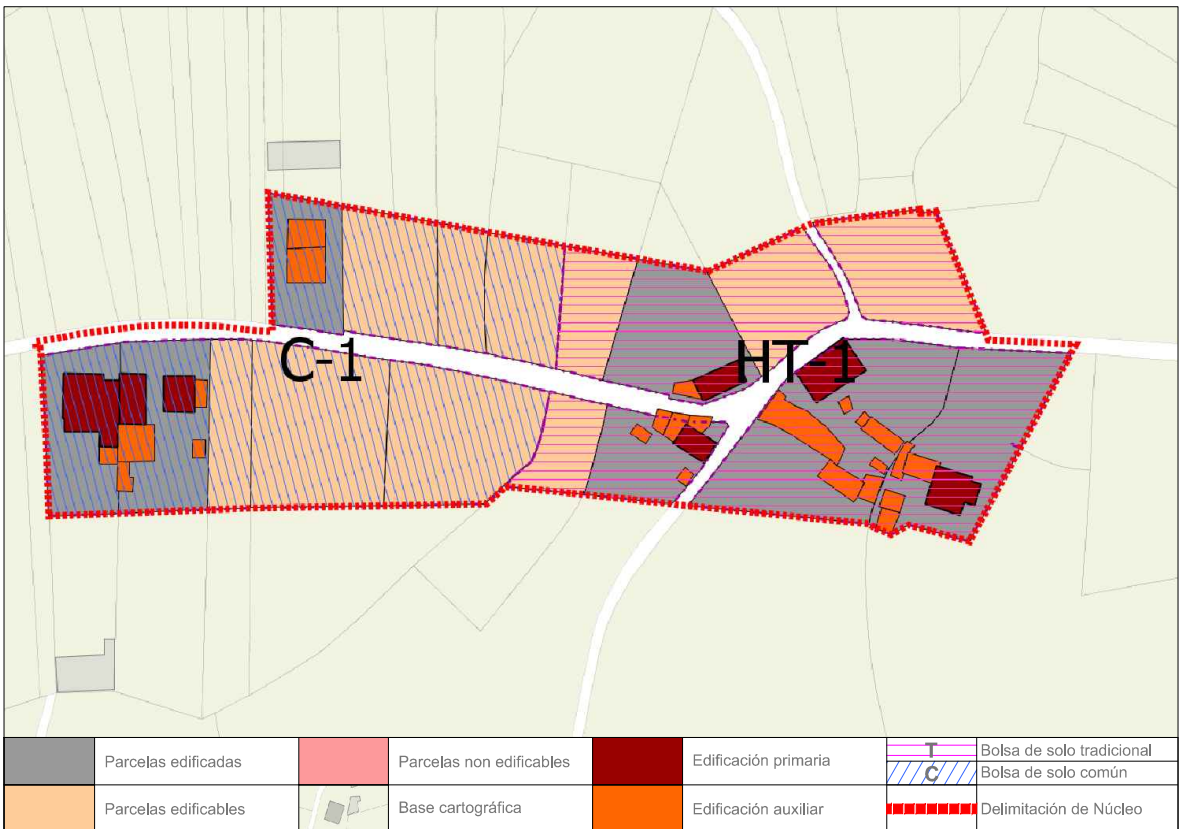 C-1
HT-1
Parcelas edificadas
Parcelas non edificables
Edificación primaria
T
Bolsa de solo tradicional
C
Bolsa de solo común
Parcelas edificables
Base cartográfica
Edificación auxiliar
Delimitación de Núcleo